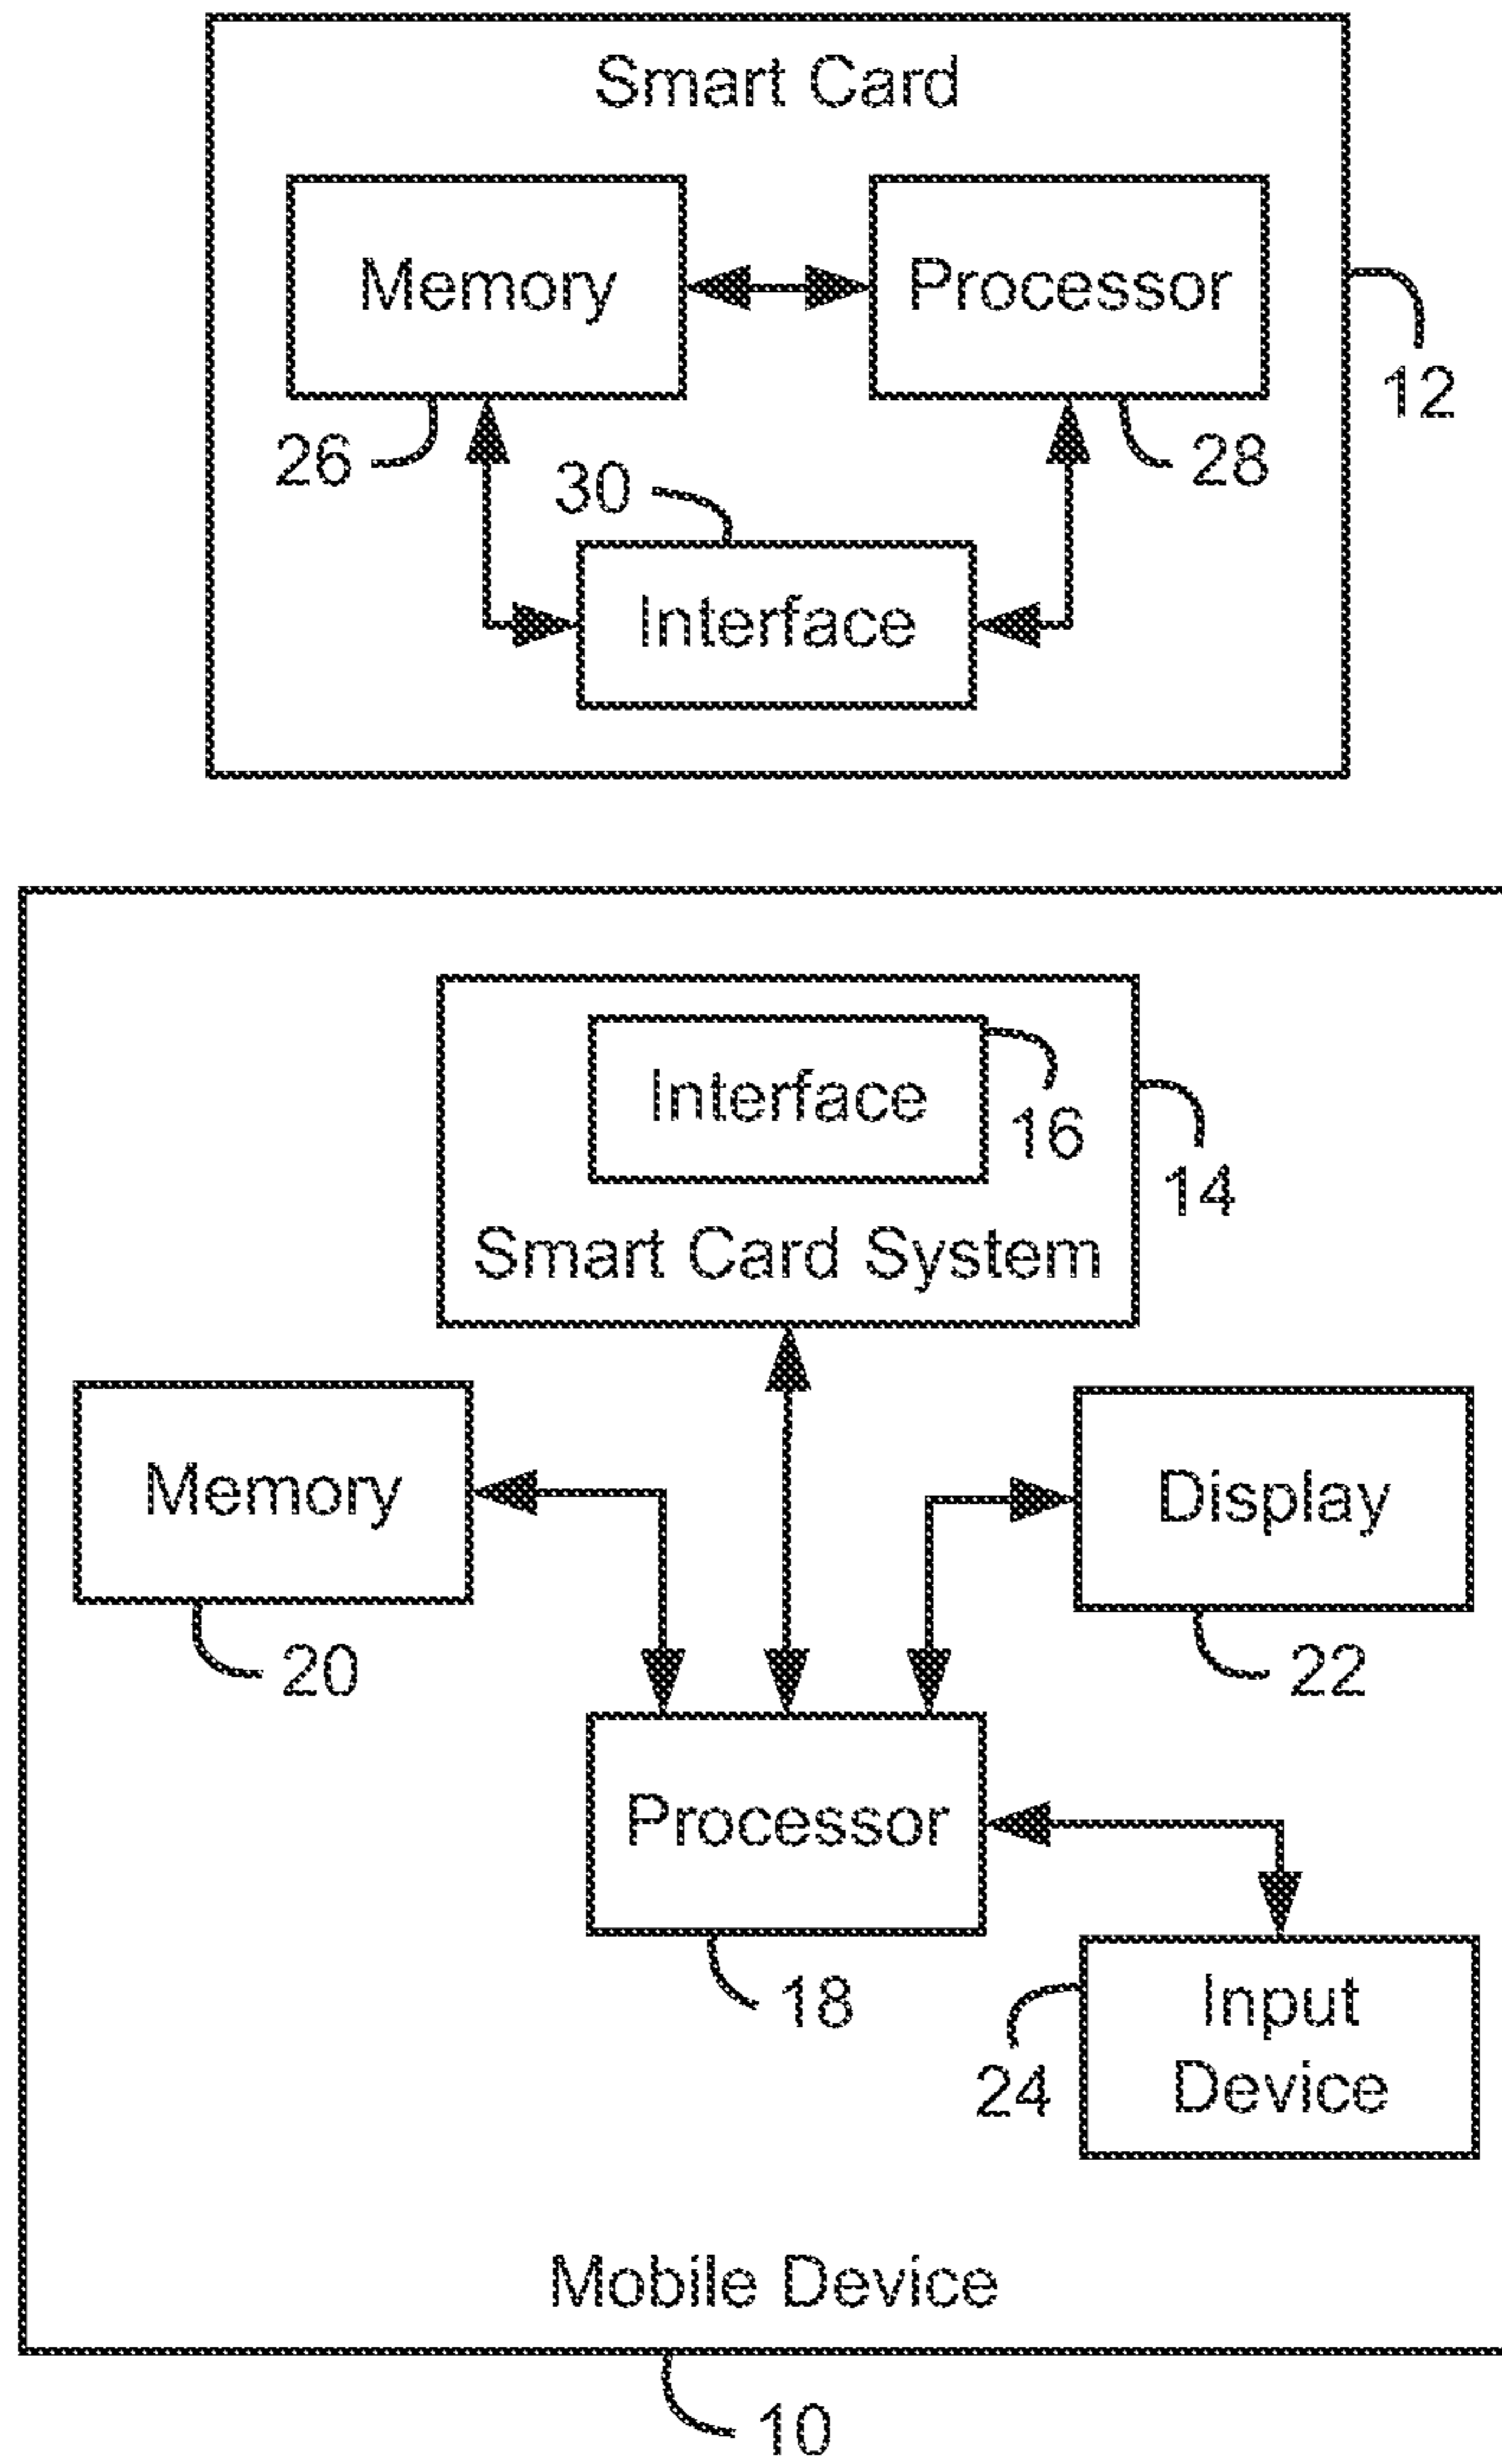 Smart Card
Memory
Processor
12
26
28
30
Interface
Interface
16
14
Smart Card System
Memory
Display
20
22
Processor
18
Input
Device
24
Mobile Device
10